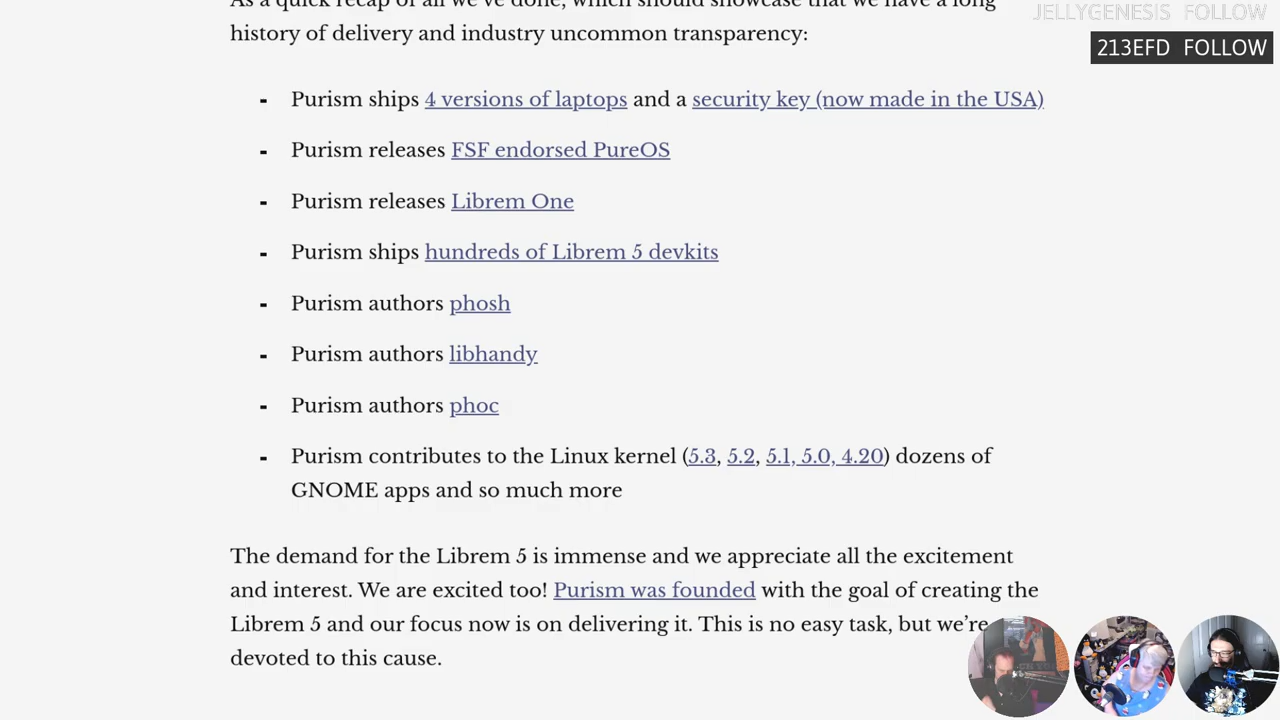 As a quick recap of all we've done, which should showcase that we have a long
JELLYGENESIS FOLLOW
history of delivery and industry uncommon transparency:
213EFD FOLLOW
- Purism ships 4 versions of laptops and a security key (now made in the USA)
- Purism releases FSF endorsed PureOS
- Purism releases Librem One
- Purism ships hundreds of Librem 5 devkits
- Purism authors phosh
- Purism authors libhandy
- Purism authors phoc
- Purism contributes to the Linux kernel (5.3, 5.2, 5.1, 5.0, 4.20) dozens of
GNOME apps and so much more
The demand for the Librem 5 is immense and we appreciate all the excitement
and interest. We are excited too! Purism was founded with the goal of creating the
Librem 5 and our focus now is on delivering it. This is no easy task, but we're
devoted to this cause.